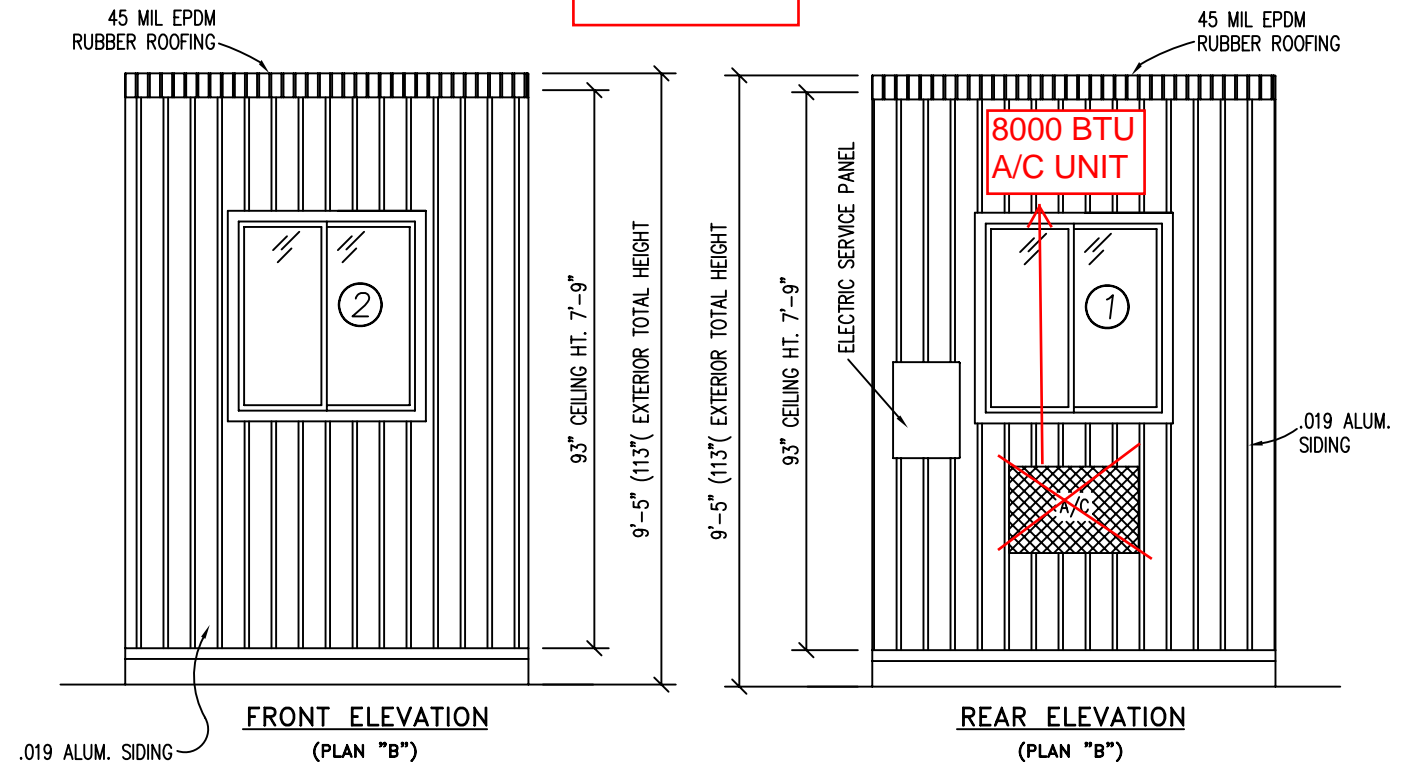 45 MIL EPDM
RUBBER ROOFING
2
93" CEILING HT. 7'-9"
9'-5" (113"( EXTERIOR TOTAL HEIGHT
.019 ALUM. SIDING
FRONT ELEVATION
(PLAN "B")
45 MIL EPDM
RUBBER ROOFING
8000 BTU
A/C UNIT
9'-5" (113"( EXTERIOR TOTAL HEIGHT
93" CEILING HT. 7'-9"
ELECTRIC SERVICE PANEL
1
A/C
.019 ALUM.
SIDING
REAR ELEVATION
(PLAN "B")